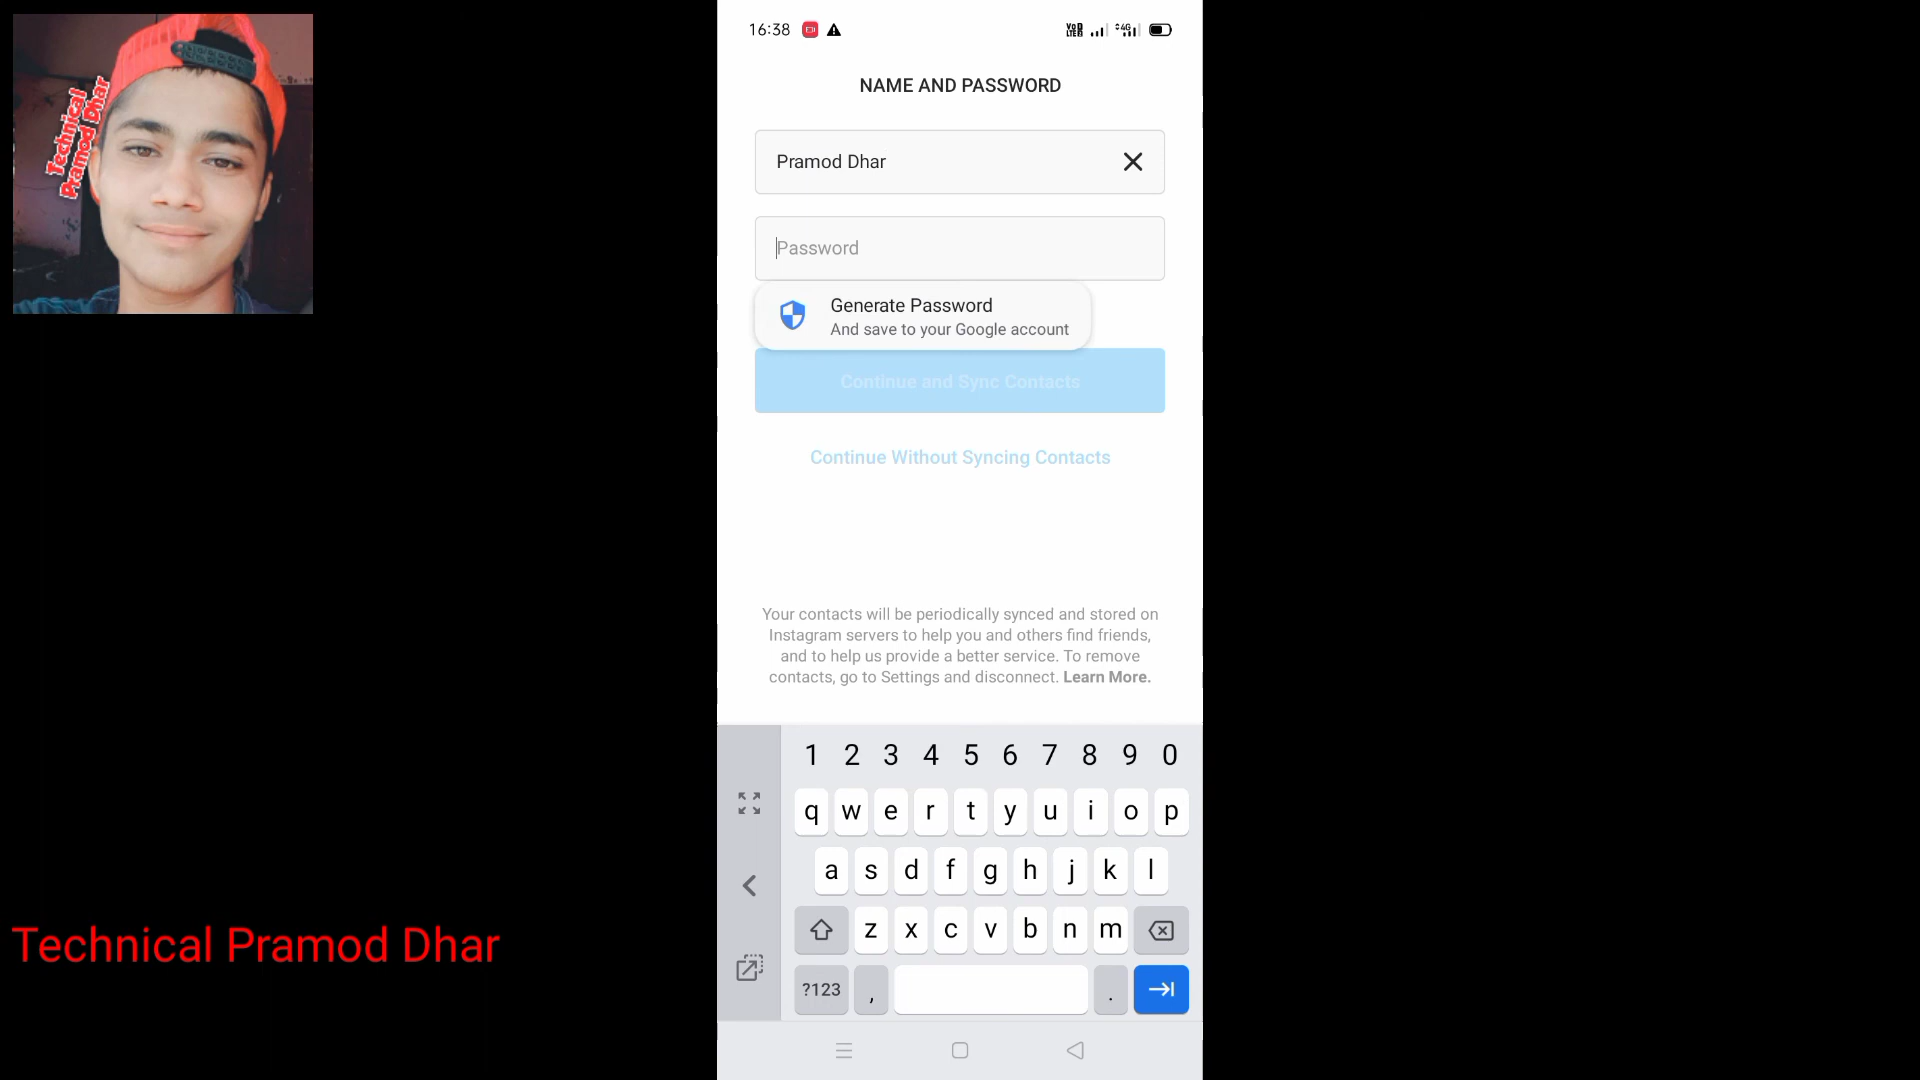 Technical
Pramod Dhar
16:38
NAME AND PASSWORD
Pramod Dhar
Password
Generate Password
And save to your Google account
Continue and Sync Contacts
Continue Without Syncing Contacts
Your contacts will be periodically synced and stored on
Instagram servers to help you and others find friends,
and to help us provide a better service. To remove
contacts, go to Settings and disconnect. Learn More.
1 2 3 4 5 6 7 8 9 0
q w e r t y u i o p
a s d f g h j k l
z x c v b n m
?123 , .
Technical Pramod Dhar